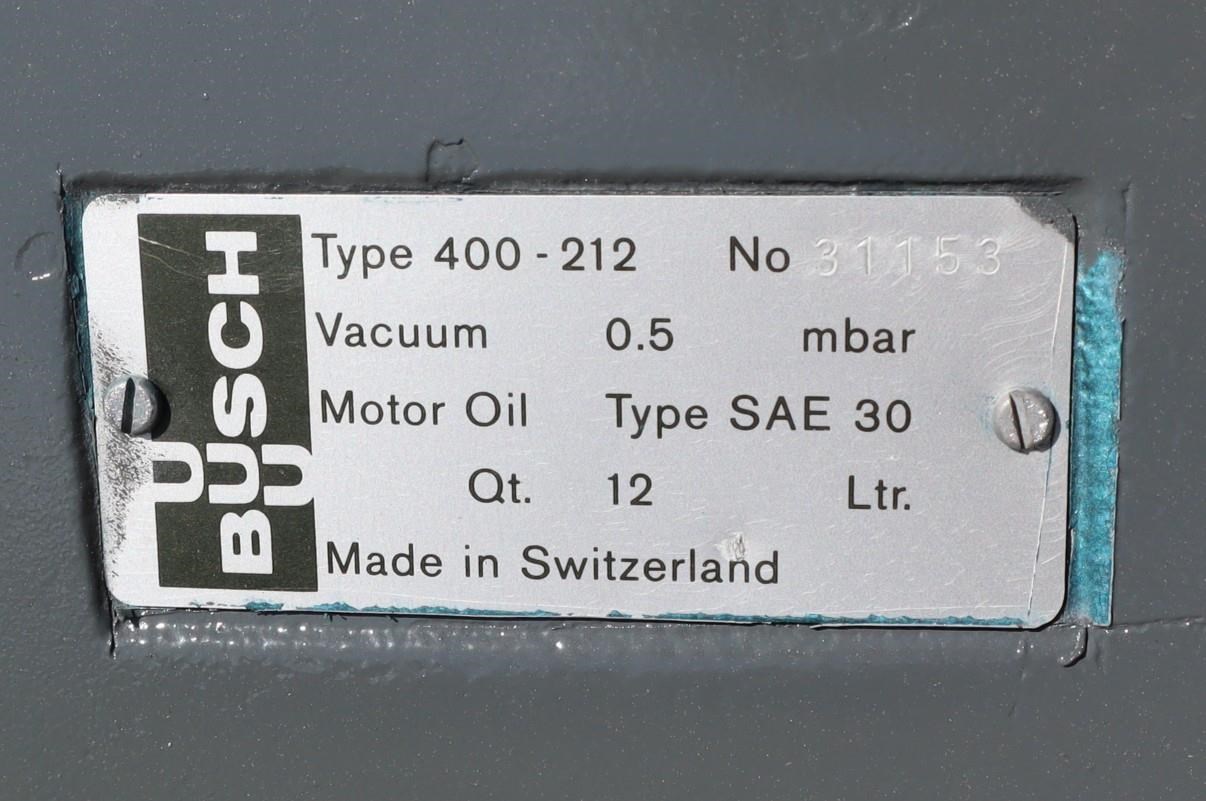 BUSCH
U
U
Type 400 - 212 No 31153
Vacuum 0.5 mbar
Motor Oil Type SAE 30
Qt. 12 Ltr.
Made in Switzerland